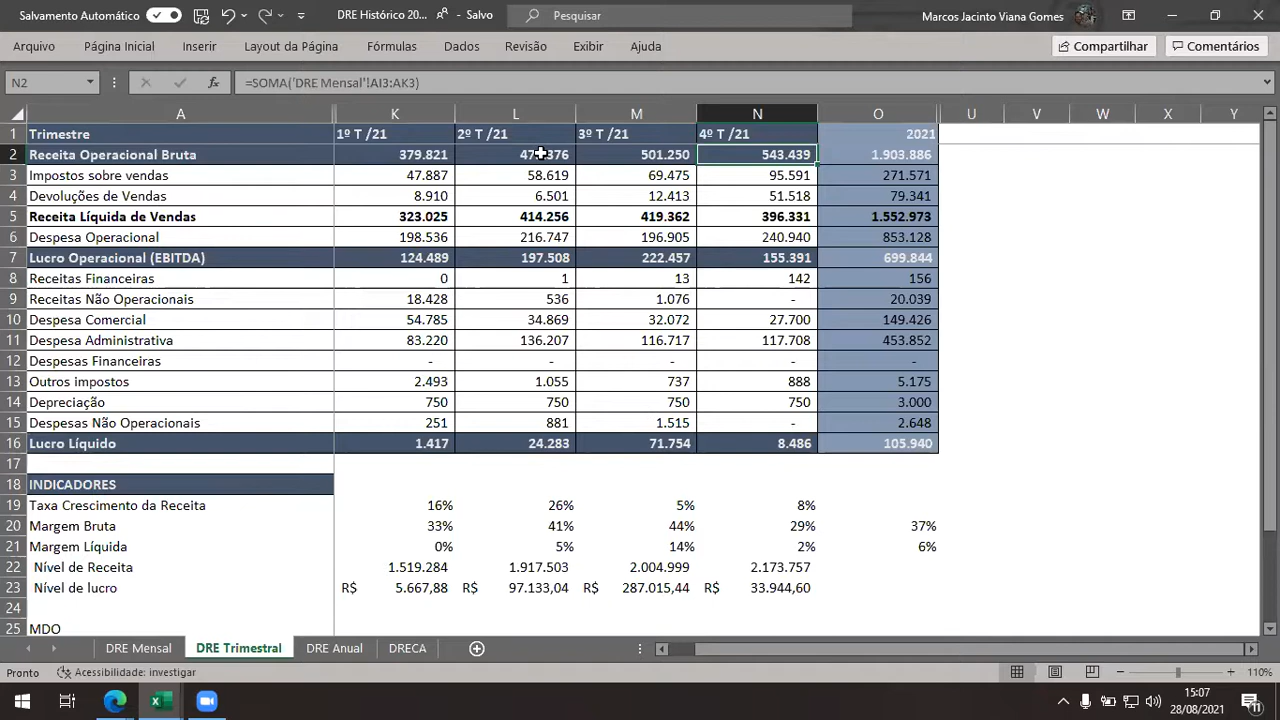 Salvamento Automático DRE Histórico 20... - Salvo Pesquisar Marcos Jacinto Viana Gomes
Arquivo Página Inicial Inserir Layout da Página Fórmulas Dados Revisão Exibir Ajuda Compartilhar Comentários
N2 fx =SOMA('DRE Mensal'!AI3:AK3)
A K L M N O U V W X Y
1 Trimestre 1º T /21 2º T /21 3º T /21 4º T /21 2021
2 Receita Operacional Bruta 379.821 501.250 543.439 1.903.886
3 Impostos sobre vendas 47.887 58.619 69.475 95.591 271.571
4 Devoluções de Vendas 8.910 6.501 12.413 51.518 79.341
5 Receita Líquida de Vendas 323.025 414.256 419.362 396.331 1.552.973
6 Despesa Operacional 198.536 216.747 196.905 240.940 853.128
7 Lucro Operacional (EBITDA) 124.489 197.508 222.457 155.391 699.844
8 Receitas Financeiras 0 1 13 142 156
9 Receitas Não Operacionais 18.428 536 1.076 - 20.039
10 Despesa Comercial 54.785 34.869 32.072 27.700 149.426
11 Despesa Administrativa 83.220 136.207 116.717 117.708 453.852
12 Despesas Financeiras - - - - -
13 Outros impostos 2.493 1.055 737 888 5.175
14 Depreciação 750 750 750 750 3.000
15 Despesas Não Operacionais 251 881 1.515 - 2.648
16 Lucro Líquido 1.417 24.283 71.754 8.486 105.940
17
18 INDICADORES
19 Taxa Crescimento da Receita 16% 26% 5% 8%
20 Margem Bruta 33% 41% 44% 29% 37%
21 Margem Líquida 0% 5% 14% 2% 6%
22 Nível de Receita 1.519.284 1.917.503 2.004.999 2.173.757
23 Nível de lucro R$ 5.667,88 R$ 97.133,04 R$ 287.015,44 R$ 33.944,60
24
25 MDO
DRE Mensal DRE Trimestral DRE Anual DRECA
Pronto Acessibilidade: investigar 110%
15:07
28/08/2021 11